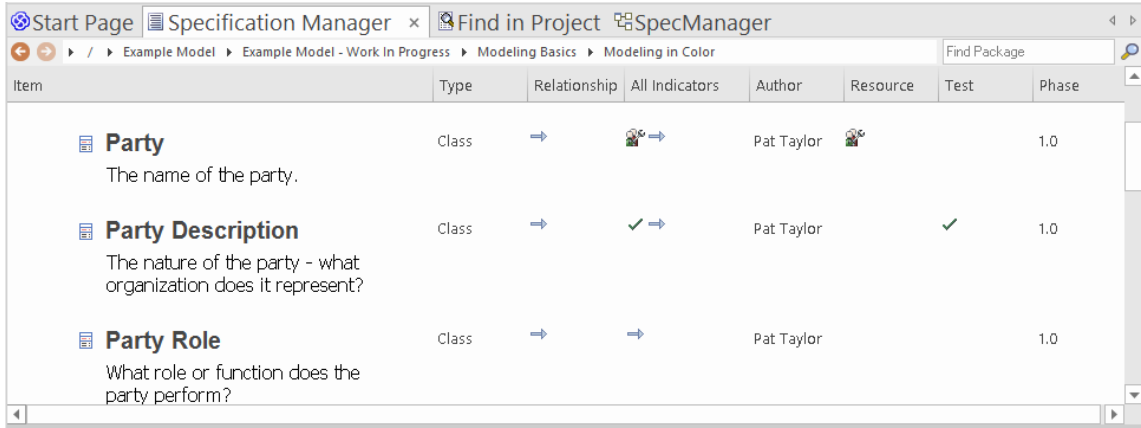 Start Page Specification Manager × Find in Project SpecManager
/ Example Model Example Model - Work In Progress Modeling Basics Modeling in Color Find Package
Item Type Relationship All Indicators Author Resource Test Phase
Party Class Pat Taylor 1.0
The name of the party.
Party Description Class Pat Taylor 1.0
The nature of the party - what
organization does it represent?
Party Role Class Pat Taylor 1.0
What role or function does the
party perform?